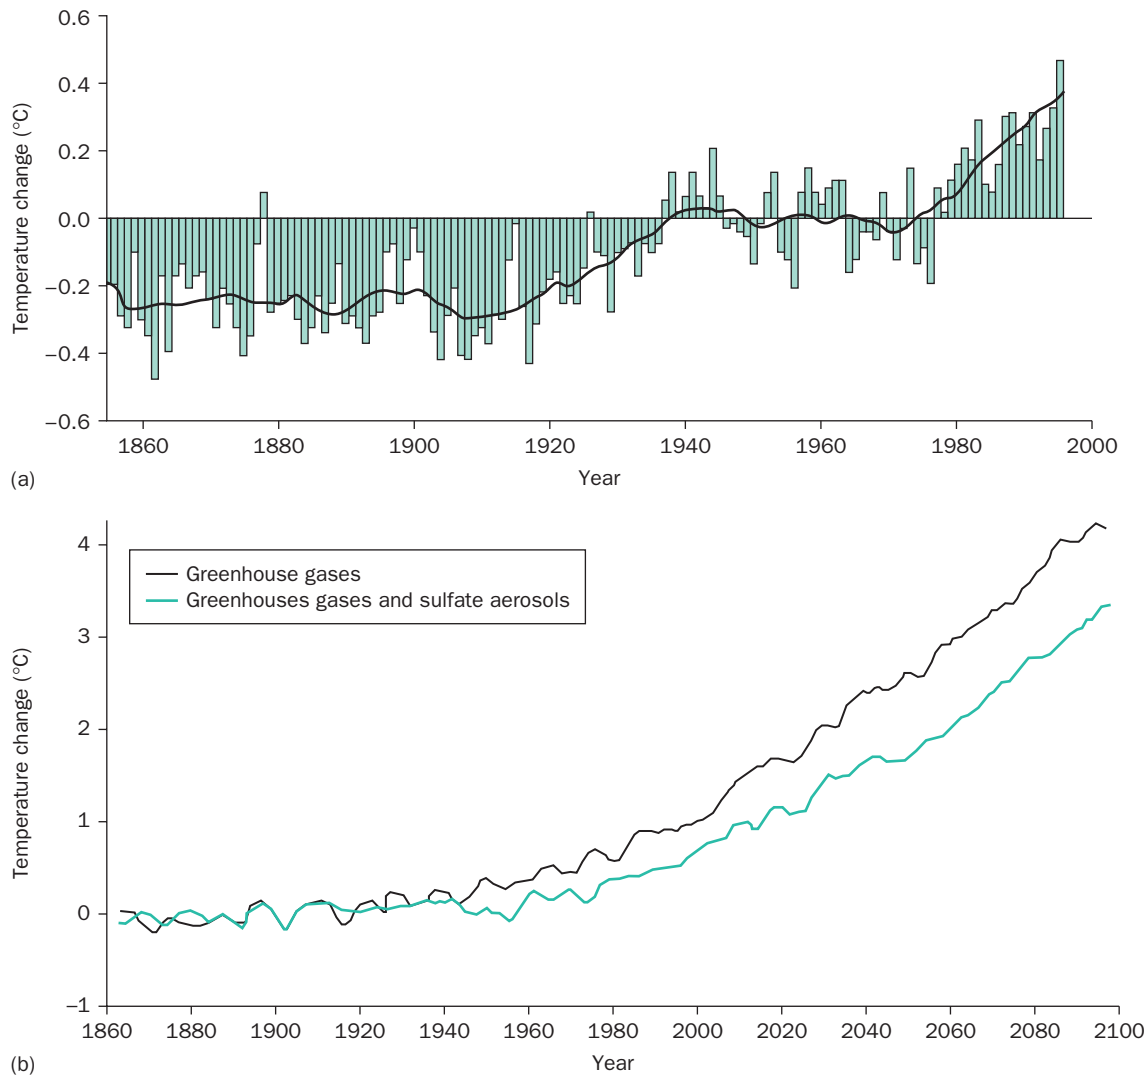 0.6
0.4
0.2
0.0
−0.2
−0.4
−0.6
Temperature change (°C)
1860 1880 1900 1920 1940 1960 1980 2000
Year
(a)
4
3
2
1
0
−1
Temperature change (°C)
Greenhouse gases
Greenhouses gases and sulfate aerosols
1860 1880 1900 1920 1940 1960 1980 2000 2020 2040 2060 2080 2100
Year
(b)